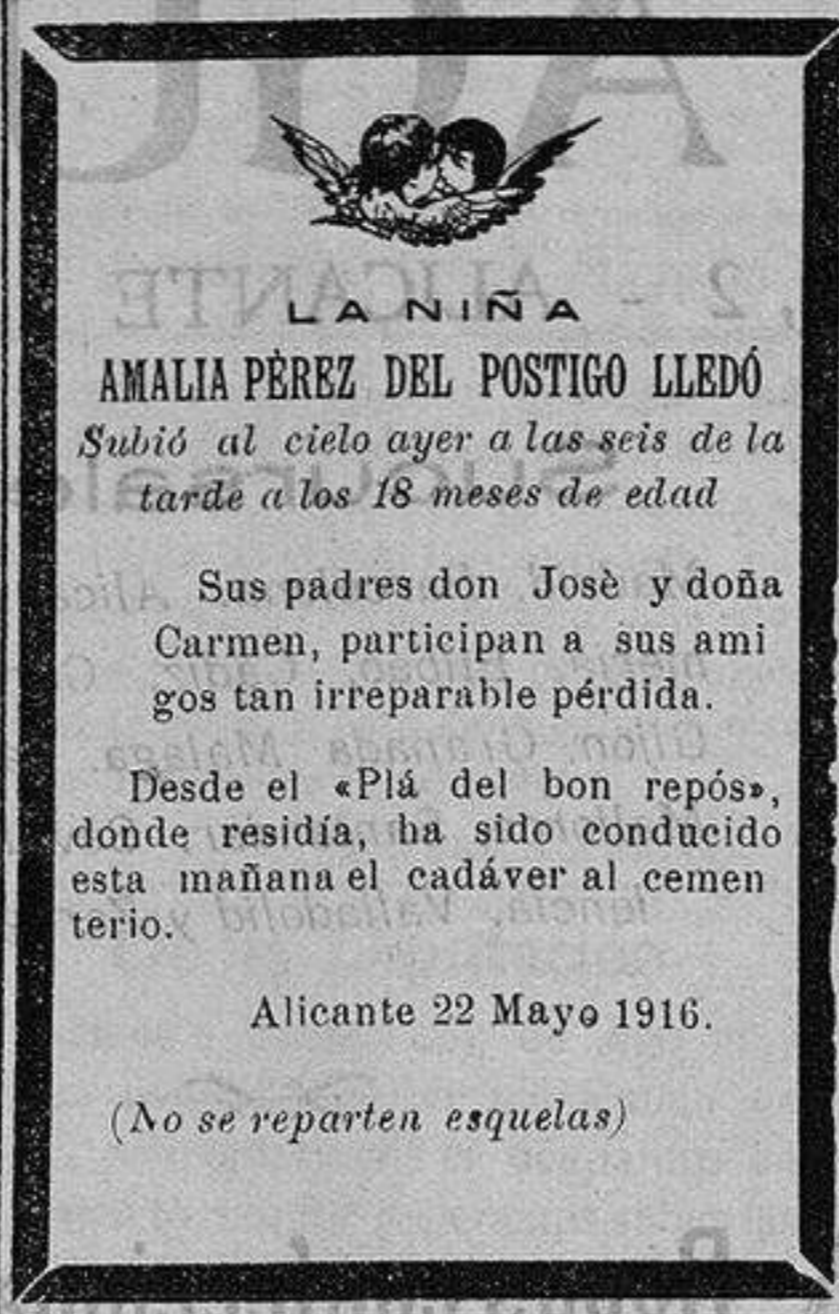 LA NIÑA
AMALIA PÈREZ DEL POSTIGO LLEDÓ
Subió al cielo ayer a las seis de la
tarde a los 18 meses de edad
Sus padres don Josè y doña
Carmen, participan a sus ami
gos tan irreparable pérdida.
Desde el «Plá del bon repós»,
donde residía, ha sido conducido
esta mañana el cadáver al cemen
terio.
Alicante 22 Mayo 1916.
(No se reparten esquelas)